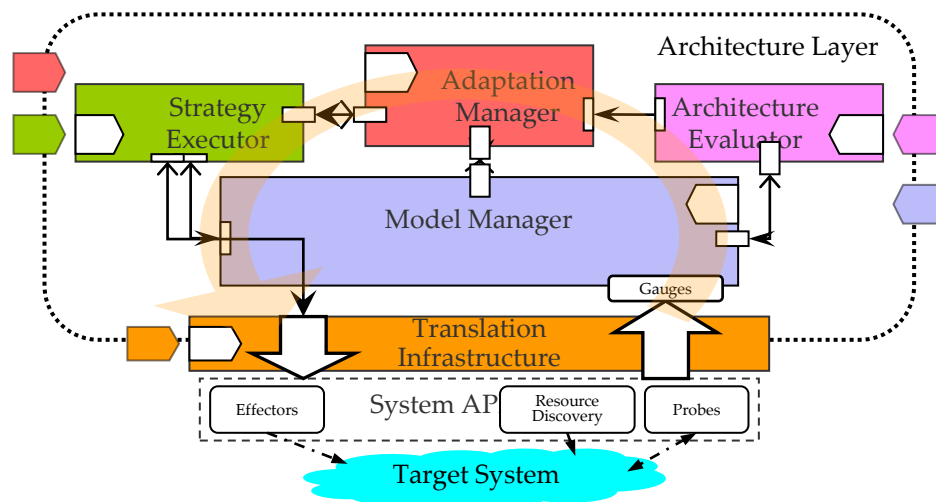 Architecture Layer
Strategy
Executor
Adaptation
Manager
Architecture
Evaluator
Model Manager
Gauges
Translation
Infrastructure
Effectors
System AP
Resource
Discovery
Probes
Target System